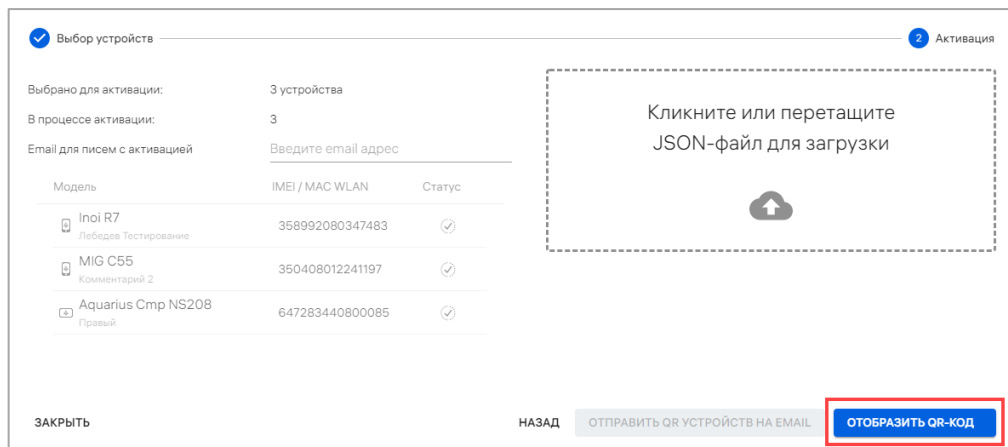 Выбор устройств
2 Активация
Выбрано для активации: 3 устройства
В процессе активации: 3
Email для писем с активацией Введите email адрес
Кликните или перетащите
JSON-файл для загрузки
Модель IMEI / MAC WLAN Статус
Inoi R7 358992080347483
Лебедев Тестирование
MIG C55 350408012241197
Комментарий 2
Aquarius Cmp NS208 647283440800085
Правый
ЗАКРЫТЬ НАЗАД ОТПРАВИТЬ QR УСТРОЙСТВ НА EMAIL ОТОБРАЗИТЬ QR-КОД